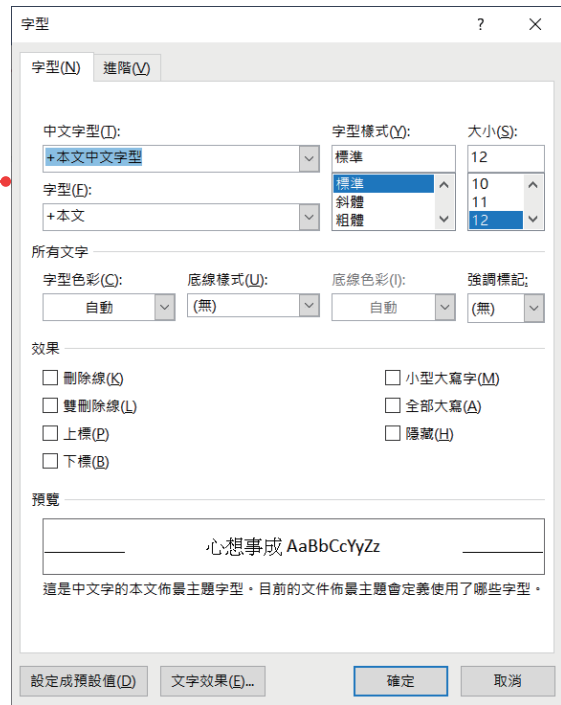 字型 ? ×
字型(N) 進階(V)
中文字型(T): 字型樣式(Y): 大小(S):
+本文中文字型 標準 12
標準 10
字型(F): 斜體 11
+本文 粗體 12
所有文字
字型色彩(C): 底線樣式(U): 底線色彩(I): 強調標記:
自動 (無) 自動 (無)
效果
刪除線(K) 小型大寫字(M)
雙刪除線(L) 全部大寫(A)
上標(P) 隱藏(H)
下標(B)
預覽
心想事成 AaBbCcYyZz
這是中文字的本文佈景主題字型。目前的文件佈景主題會定義使用了哪些字型。
設定成預設值(D) 文字效果(E)... 確定 取消